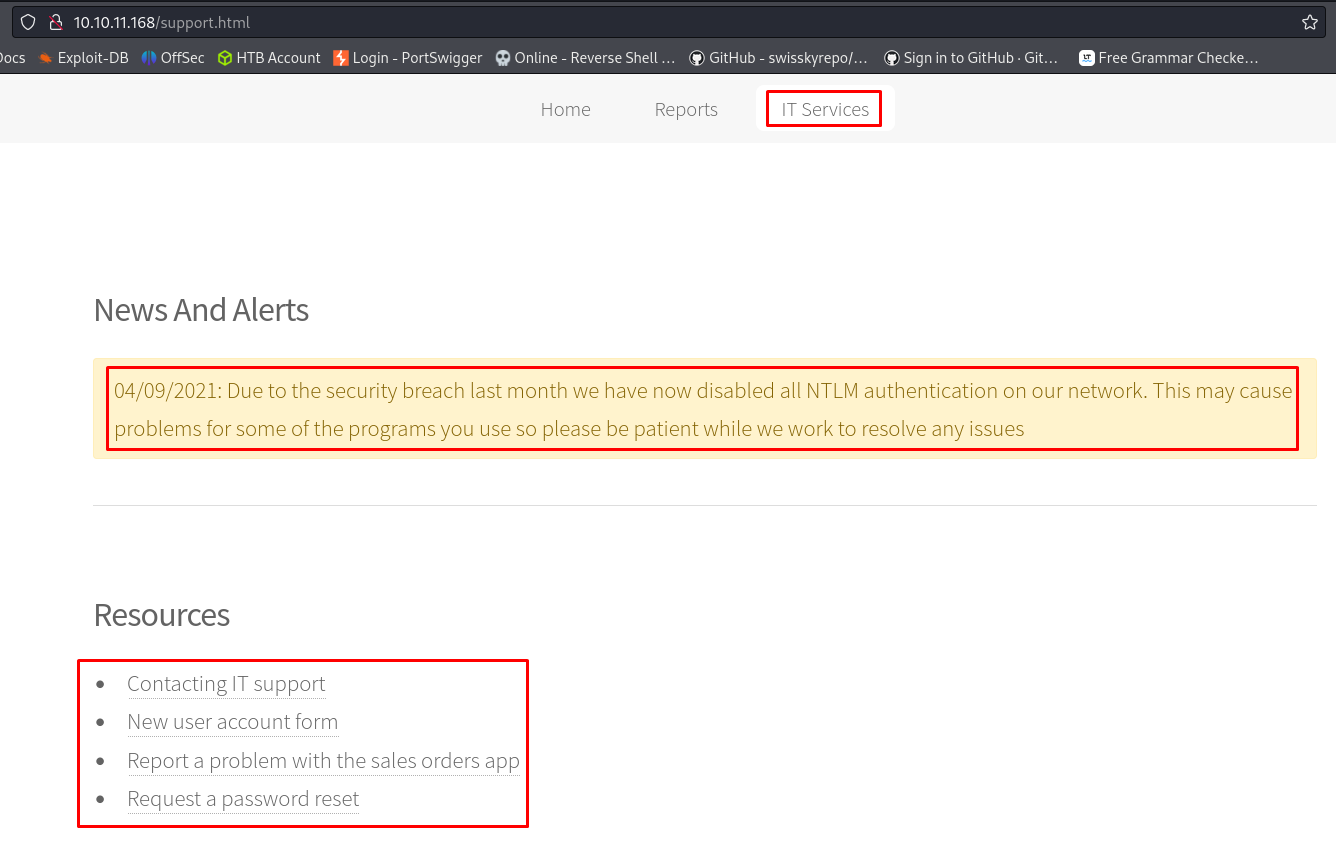 10.10.11.168/support.html
Docs Exploit-DB OffSec HTB Account Login - PortSwigger Online - Reverse Shell … GitHub - swisskyrepo/… Sign in to GitHub · Git… Free Grammar Checke…
Home Reports IT Services
News And Alerts
04/09/2021: Due to the security breach last month we have now disabled all NTLM authentication on our network. This may cause
problems for some of the programs you use so please be patient while we work to resolve any issues
Resources
Contacting IT support
New user account form
Report a problem with the sales orders app
Request a password reset